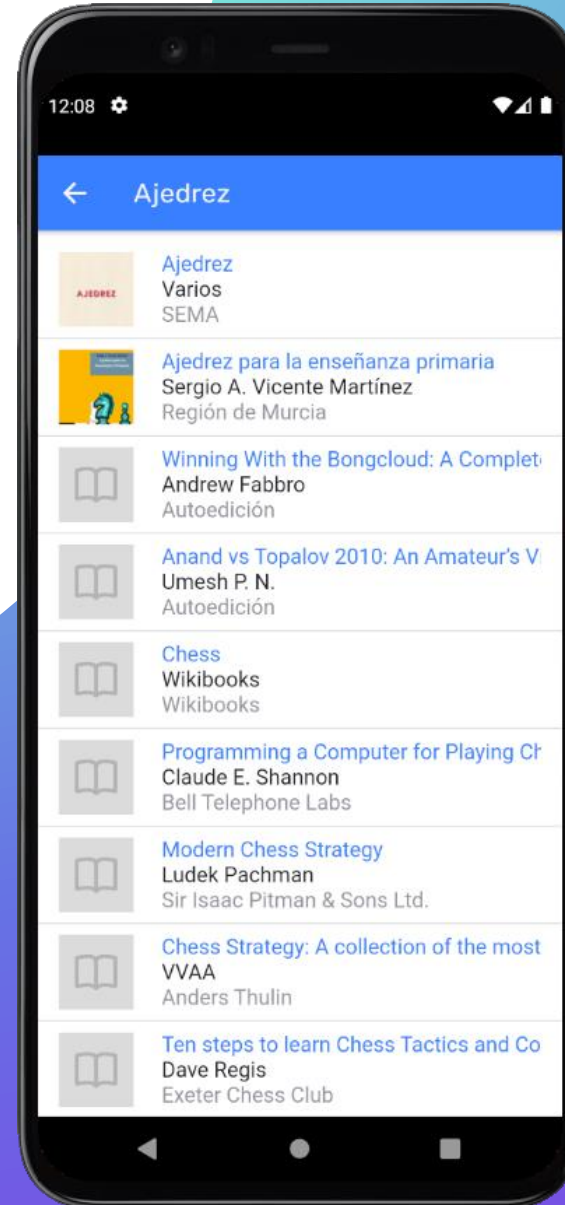 12:08
Ajedrez
AJEDREZ
Ajedrez
Varios
SEMA
Ajedrez para la enseñanza primaria
Sergio A. Vicente Martínez
Región de Murcia
Winning With the Bongcloud: A Complet
Andrew Fabbro
Autoedición
Anand vs Topalov 2010: An Amateur's V
Umesh P. N.
Autoedición
Chess
Wikibooks
Wikibooks
Programming a Computer for Playing Ch
Claude E. Shannon
Bell Telephone Labs
Modern Chess Strategy
Ludek Pachman
Sir Isaac Pitman & Sons Ltd.
Chess Strategy: A collection of the most
VVAA
Anders Thulin
Ten steps to learn Chess Tactics and Co
Dave Regis
Exeter Chess Club